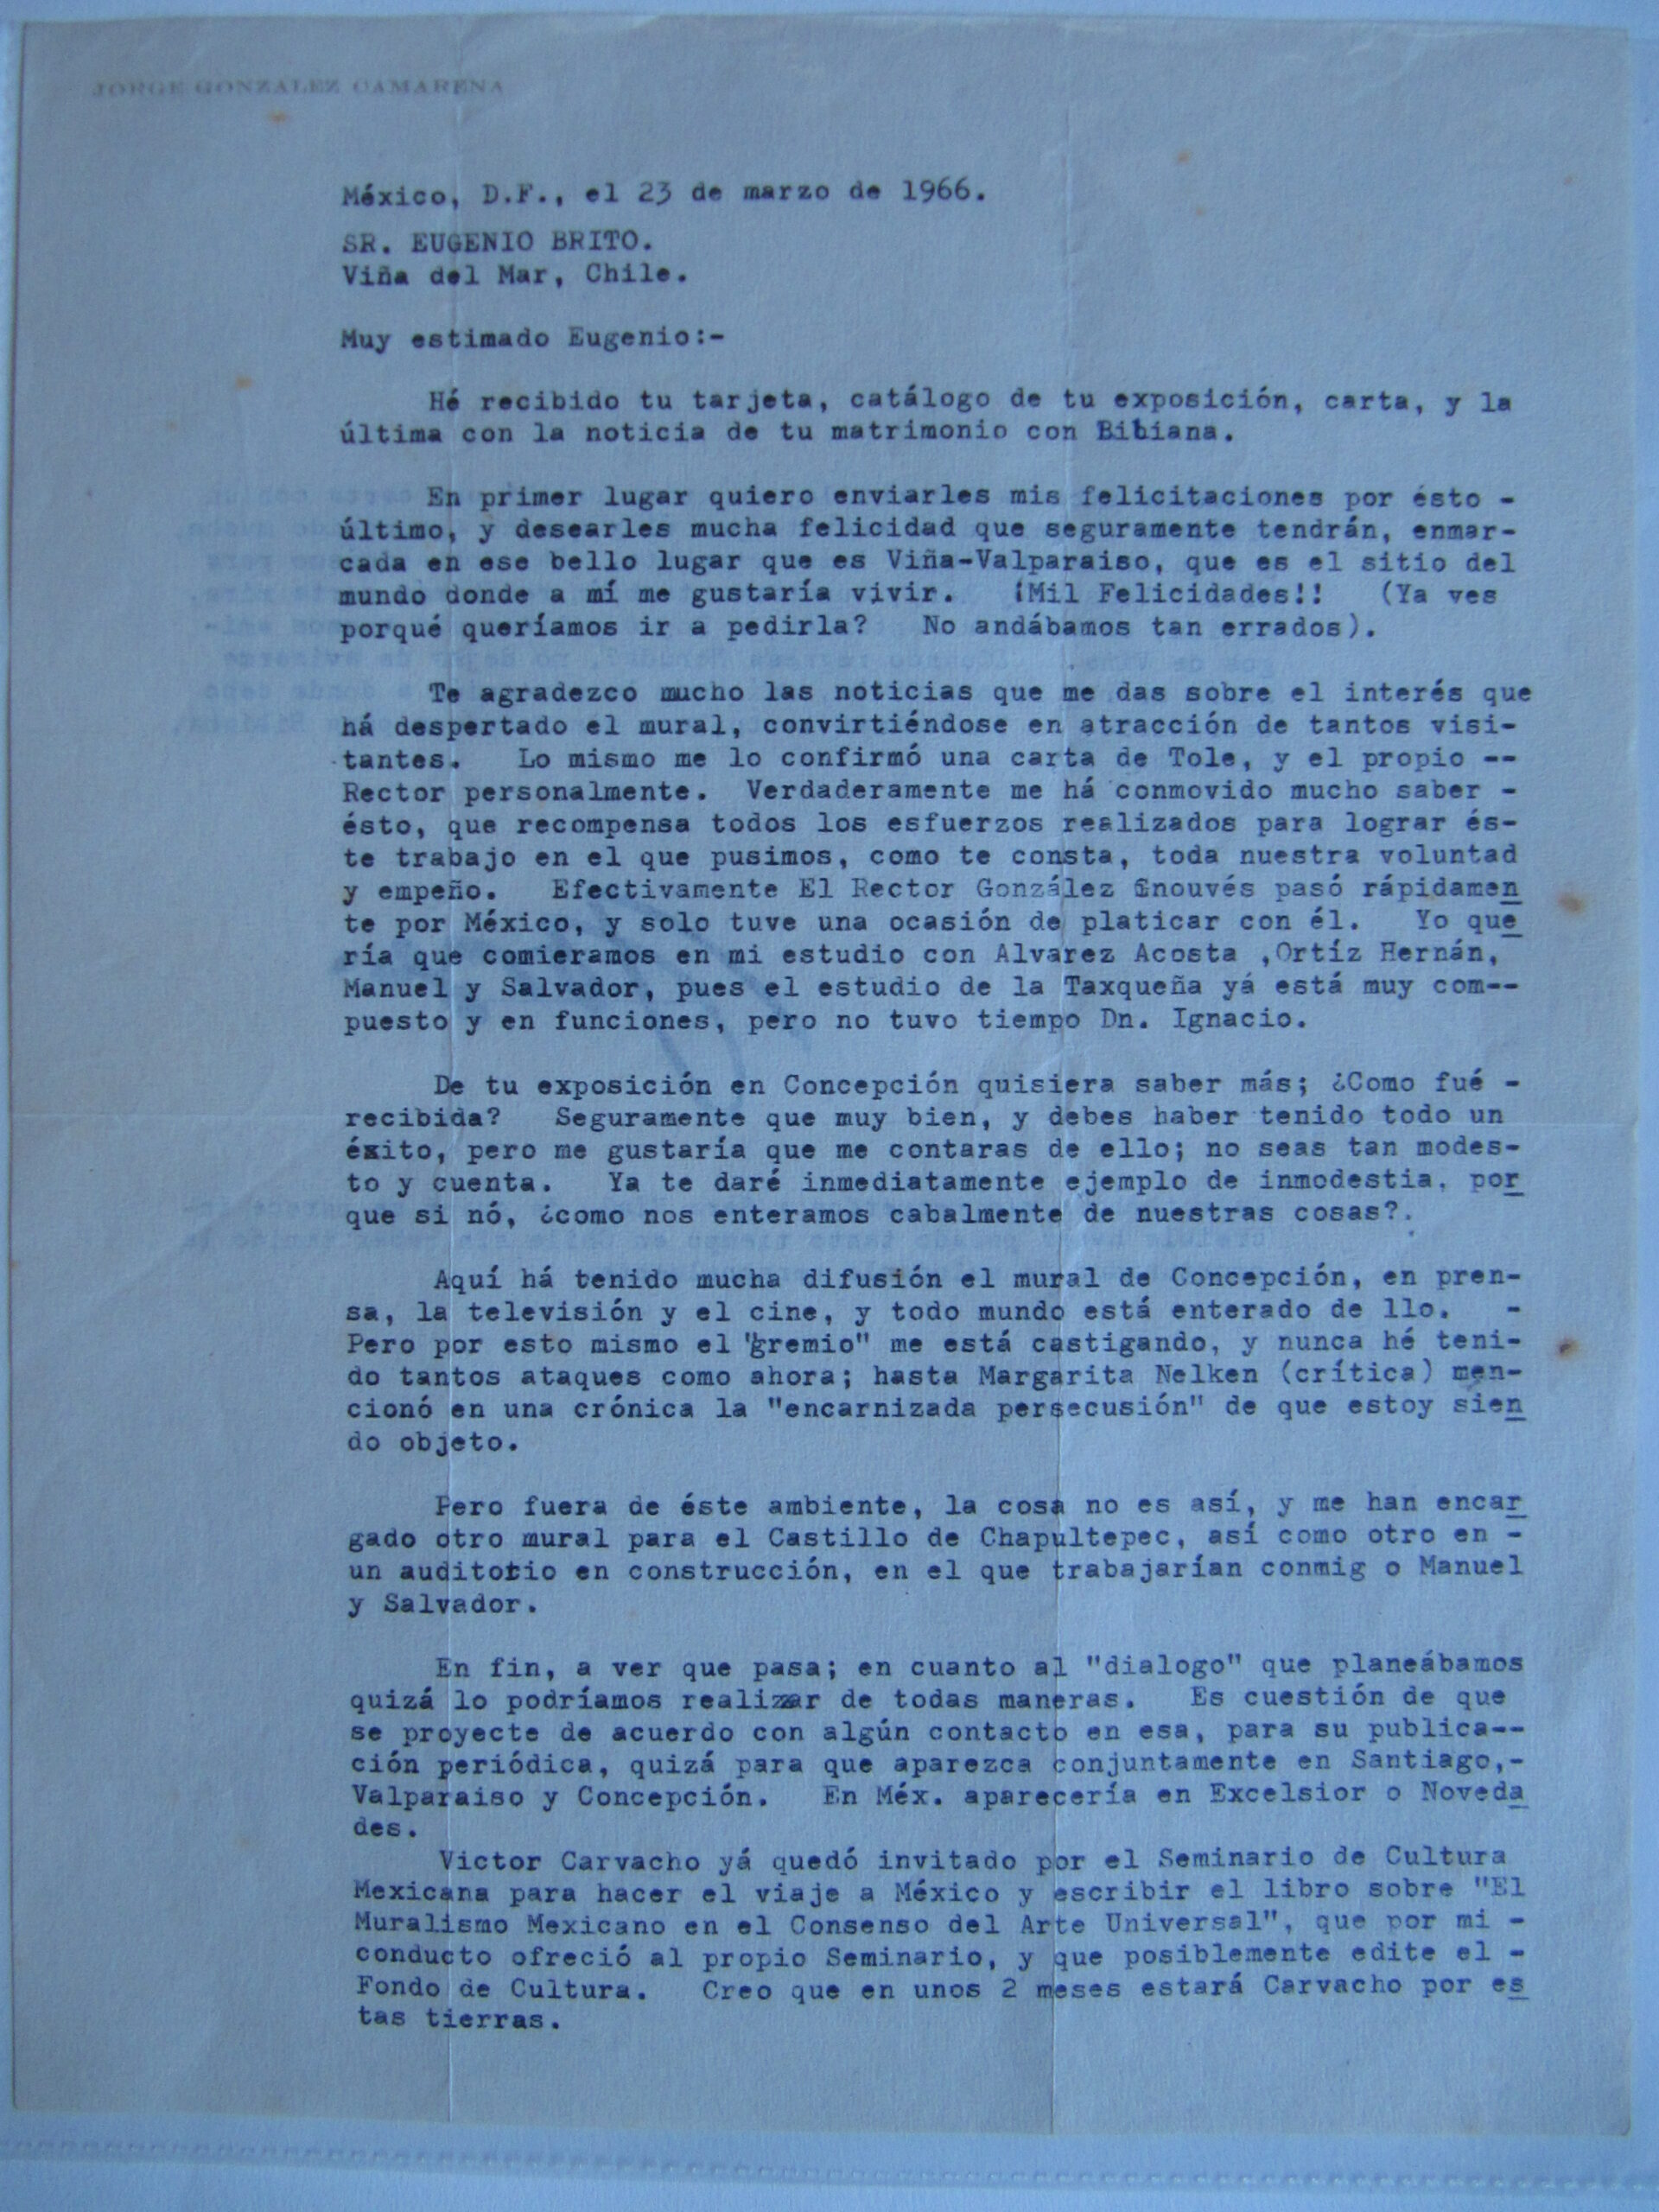 JORGE GONZALEZ CAMARENA
México, D.F., el 23 de marzo de 1966.
SR. EUGENIO BRITO.
Viña del Mar, Chile.
Muy estimado Eugenio:-
Hé recibido tu tarjeta, catálogo de tu exposición, carta, y la
última con la noticia de tu matrimonio con Bibiana.
En primer lugar quiero enviarles mis felicitaciones por ésto -
último, y desearles mucha felicidad que seguramente tendrán, enmar-
cada en ese bello lugar que es Viña-Valparaiso, que es el sitio del
mundo donde a mí me gustaría vivir. ¡Mil Felicidades!! (Ya ves
porqué queríamos ir a pedirla? No andábamos tan errados).
Te agradezco mucho las noticias que me das sobre el interés que
há despertado el mural, convirtiéndose en atracción de tantos visi-
tantes. Lo mismo me lo confirmó una carta de Tole, y el propio --
Rector personalmente. Verdaderamente me há conmovido mucho saber -
ésto, que recompensa todos los esfuerzos realizados para lograr és-
te trabajo en el que pusimos, como te consta, toda nuestra voluntad
y empeño. Efectivamente El Rector González Ginouvés pasó rápidamen
te por México, y solo tuve una ocasión de platicar con él. Yo que
ría que comieramos en mi estudio con Alvarez Acosta ,Ortíz Hernán,
Manuel y Salvador, pues el estudio de la Taxqueña yá está muy com--
puesto y en funciones, pero no tuvo tiempo Dn. Ignacio.
De tu exposición en Concepción quisiera saber más; ¿Como fué -
recibida? Seguramente que muy bien, y debes haber tenido todo un
éxito, pero me gustaría que me contaras de ello; no seas tan modes-
to y cuenta. Ya te daré inmediatamente ejemplo de inmodestia, por
que si nó, ¿como nos enteramos cabalmente de nuestras cosas?.
Aquí há tenido mucha difusión el mural de Concepción, en pren-
sa, la televisión y el cine, y todo mundo está enterado de llo. -
Pero por esto mismo el "gremio" me está castigando, y nunca hé teni-
do tantos ataques como ahora; hasta Margarita Nelken (crítica) men-
cionó en una crónica la "encarnizada persecusión" de que estoy sien
do objeto.
Pero fuera de éste ambiente, la cosa no es así, y me han encar
gado otro mural para el Castillo de Chapultepec, así como otro en -
un auditorio en construcción, en el que trabajarían conmig o Manuel
y Salvador.
En fin, a ver que pasa; en cuanto al "dialogo" que planeábamos
quizá lo podríamos realizar de todas maneras. Es cuestión de que
se proyecte de acuerdo con algún contacto en esa, para su publica--
ción periódica, quizá para que aparezca conjuntamente en Santiago,-
Valparaiso y Concepción. En Méx. aparecería en Excelsior o Noveda
des.
Victor Carvacho yá quedó invitado por el Seminario de Cultura
Mexicana para hacer el viaje a México y escribir el libro sobre "El
Muralismo Mexicano en el Consenso del Arte Universal", que por mi -
conducto ofreció al propio Seminario, y que posiblemente edite el -
Fondo de Cultura. Creo que en unos 2 meses estará Carvacho por es
tas tierras.